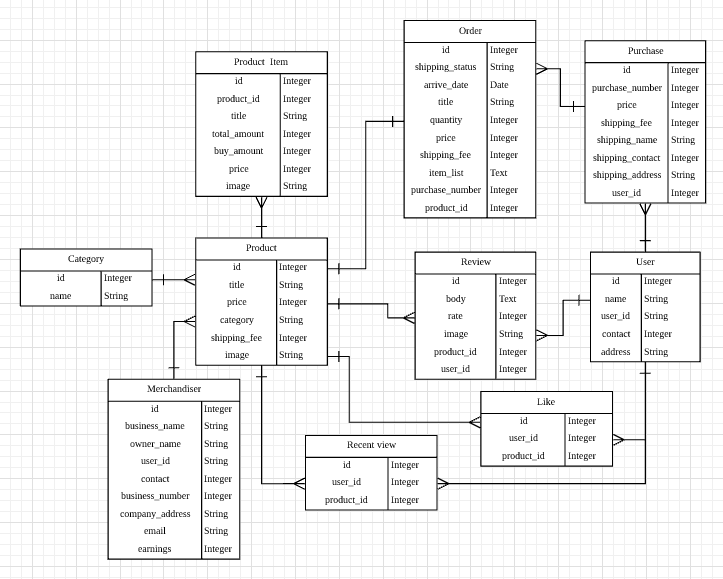 Order
id Integer
shipping_status String
arrive_date Date
title String
quantity Integer
price Integer
shipping_fee Integer
item_list Text
purchase_number Integer
product_id Integer
Purchase
id Integer
purchase_number Integer
price Integer
shipping_fee Integer
shipping_name String
shipping_contact Integer
shipping_address String
user_id Integer
Product Item
id Integer
product_id Integer
title String
total_amount Integer
buy_amount Integer
price Integer
image String
Category
id Integer
name String
Product
id Integer
title String
price Integer
category String
shipping_fee Integer
image String
Review
id Integer
body Text
rate Integer
image String
product_id Integer
user_id Integer
User
id Integer
name String
user_id String
contact Integer
address String
Merchandiser
id Integer
business_name String
owner_name String
user_id String
contact Integer
business_number Integer
company_address String
email String
earnings Integer
Like
id Integer
user_id Integer
product_id Integer
Recent view
id Integer
user_id Integer
product_id Integer